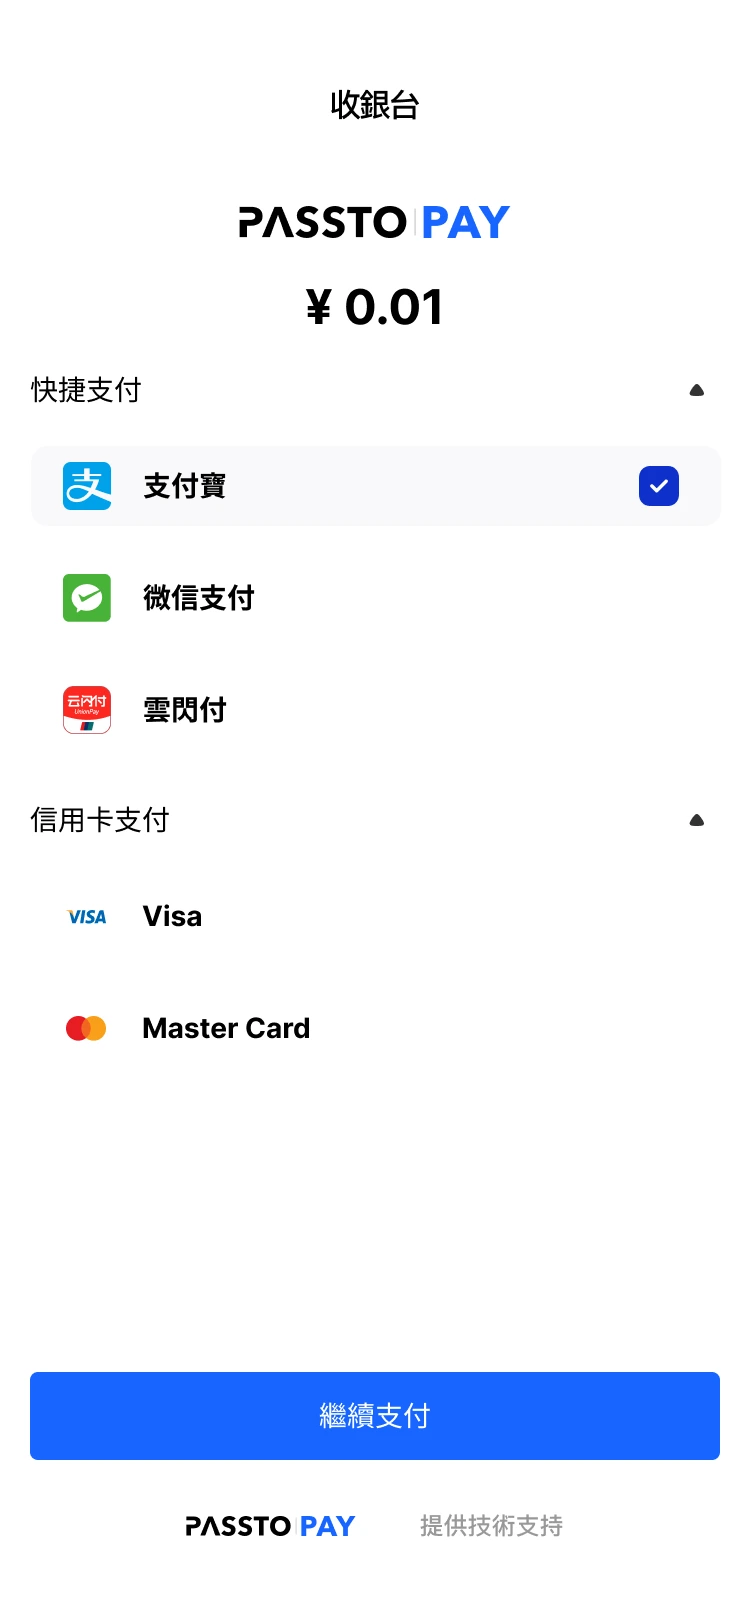 收銀台
PASSTO PAY
¥ 0.01
快捷支付
支 支付寶
微信支付
云闪付
UnionPay
雲閃付
信用卡支付
VISA Visa
Master Card
繼續支付
PASSTO PAY 提供技術支持